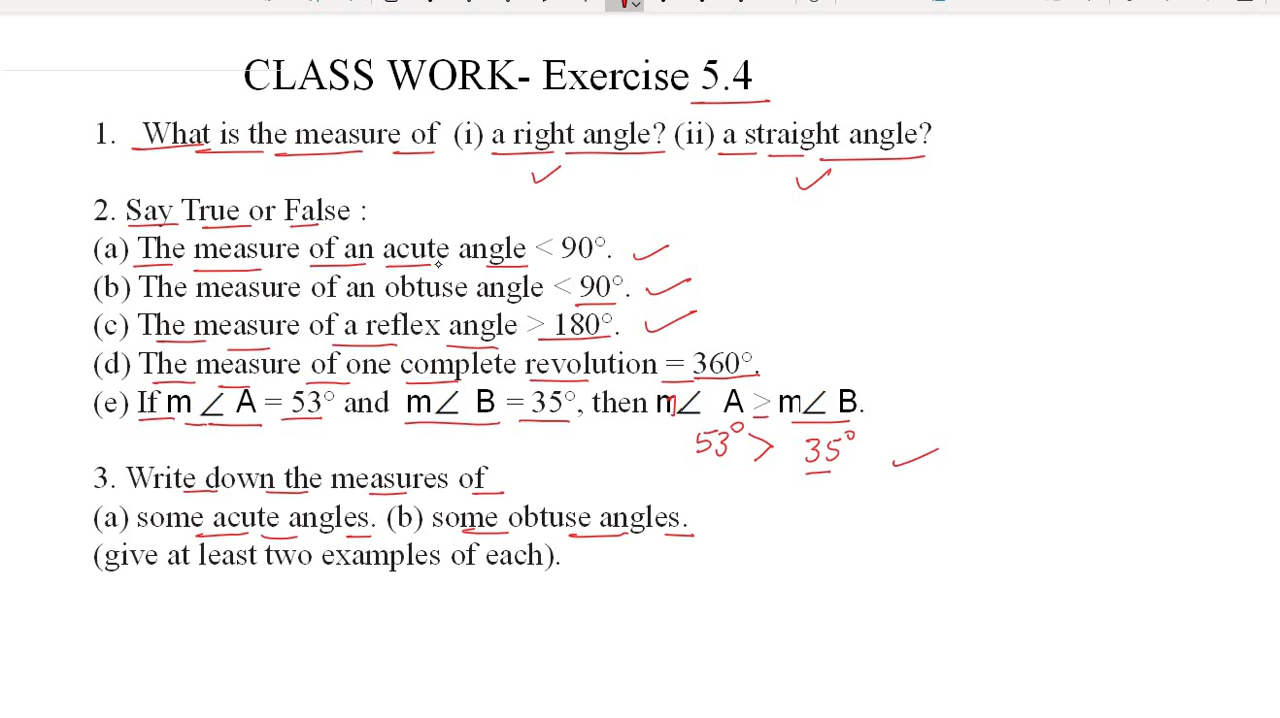 CLASS WORK- Exercise 5.4
1. What is the measure of (i) a right angle? (ii) a straight angle?
2. Say True or False :
(a) The measure of an acute angle < 90°.
(b) The measure of an obtuse angle < 90°.
(c) The measure of a reflex angle > 180°.
(d) The measure of one complete revolution = 360°.
(e) If m ∠ A = 53° and m∠ B = 35°, then m∠ A > m∠ B.
53° > 35°
3. Write down the measures of
(a) some acute angles. (b) some obtuse angles.
(give at least two examples of each).